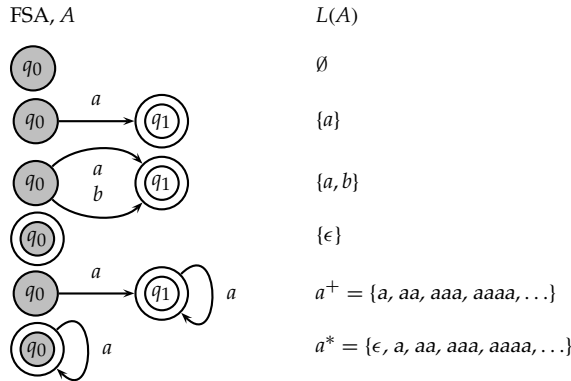 FSA, A L(A)
q0 ∅
a
q0 q1 {a}
a
q0 q1 {a, b}
b
q0 {ϵ}
a
q0 q1 a a⁺ = {a, aa, aaa, aaaa, . . .}
q0 a a* = {ϵ, a, aa, aaa, aaaa, . . .}